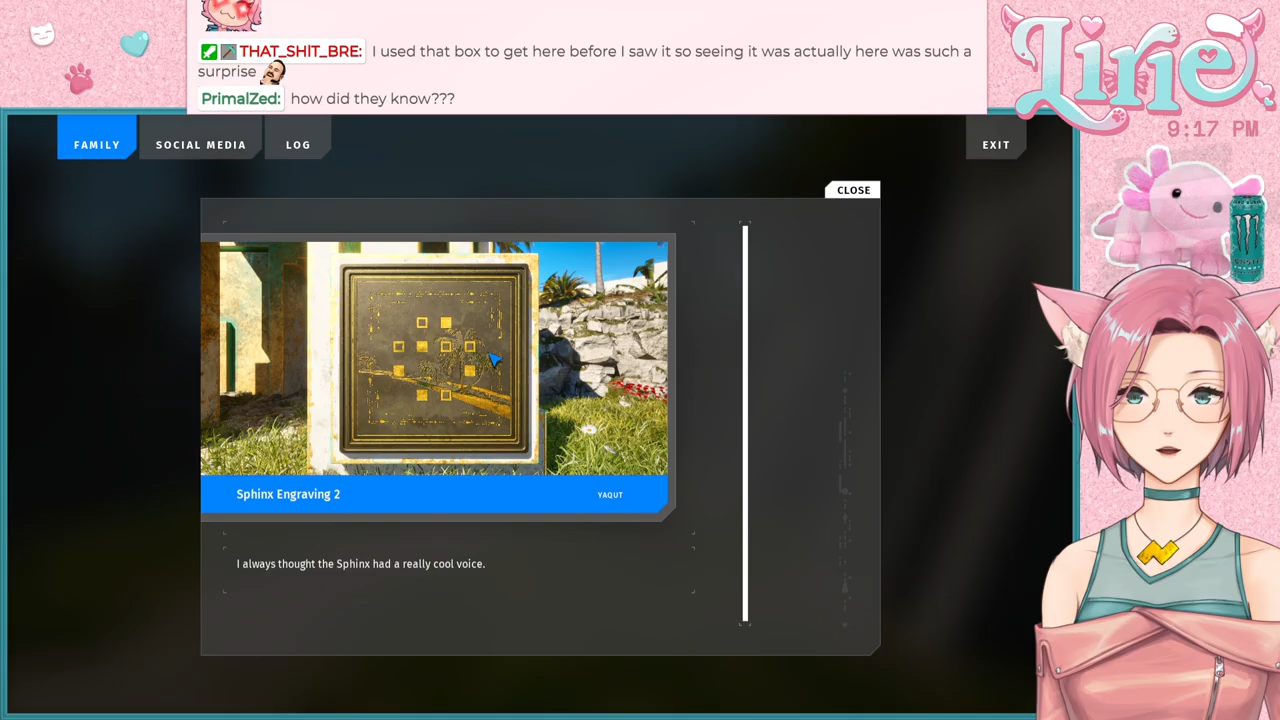 THAT_SHIT_BRE: I used that box to get here before I saw it so seeing it was actually here was such a
surprise
PrimalZed: how did they know???
Lirie
9:17 PM
FAMILY
SOCIAL MEDIA
LOG
EXIT
CLOSE
Sphinx Engraving 2
YAQUT
I always thought the Sphinx had a really cool voice.